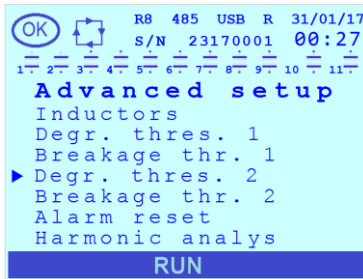 OK R8 485 USB R 31/01/17
S/N 23170001 00:27
1 2 3 4 5 6 7 8 9 10 11
Advanced setup
Inductors
Degr. thres. 1
Breakage thr. 1
Degr. thres. 2
Breakage thr. 2
Alarm reset
Harmonic analys
RUN